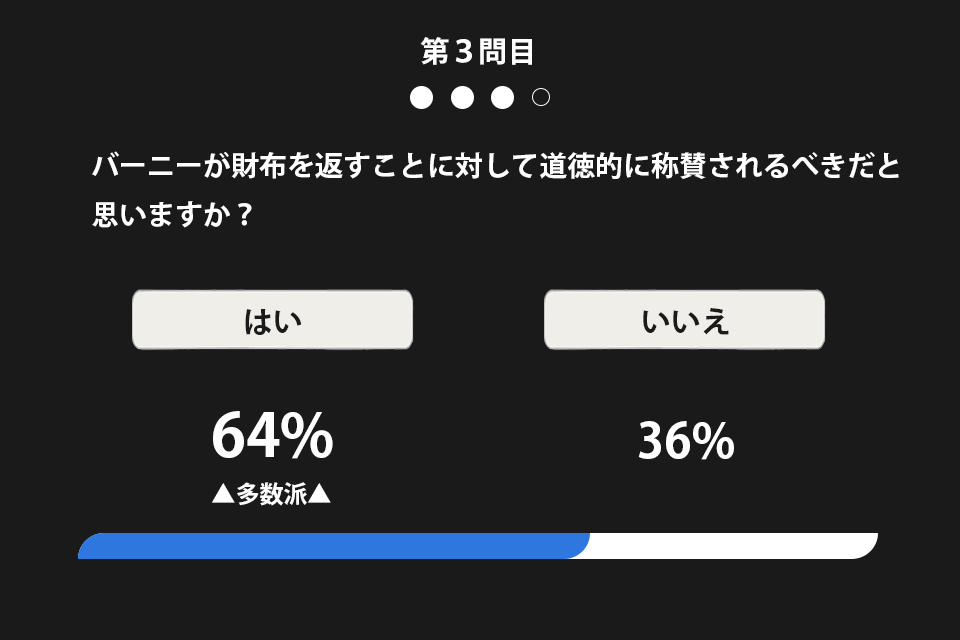 第3問目
バーニーが財布を返すことに対して道徳的に称賛されるべきだと
思いますか？
はい
いいえ
64%
36%
▲多数派▲